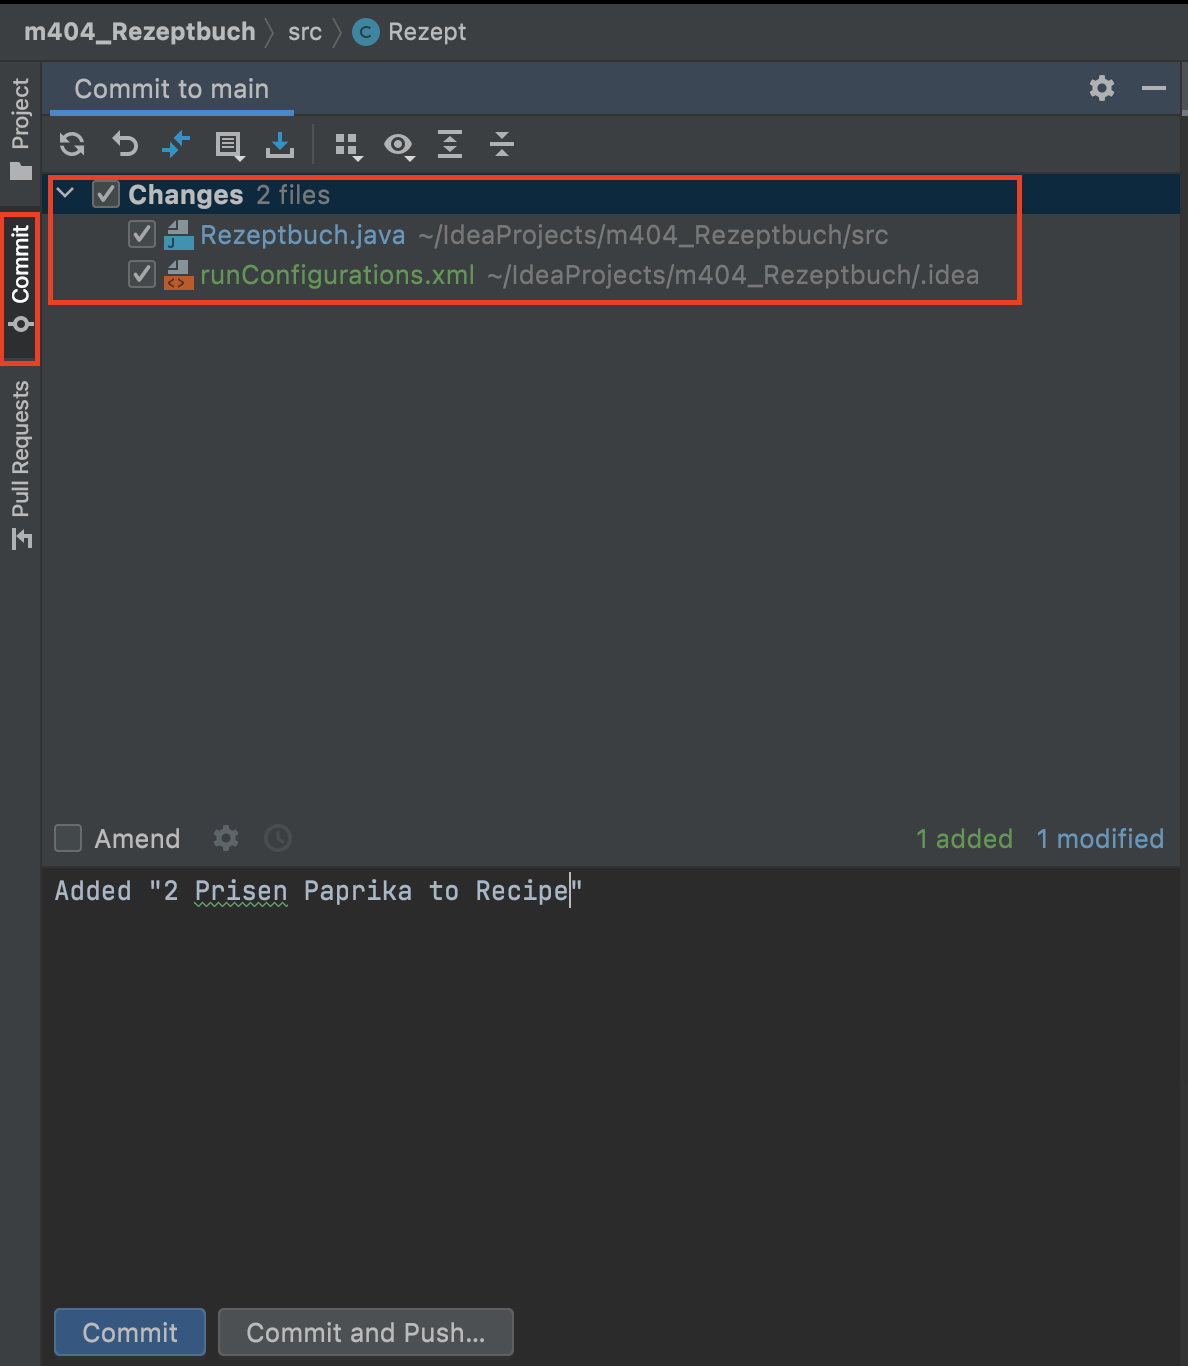 m404_Rezeptbuch src C Rezept
Project
Commit
Pull Requests
Commit to main
Changes 2 files
Rezeptbuch.java ~/IdeaProjects/m404_Rezeptbuch/src
runConfigurations.xml ~/IdeaProjects/m404_Rezeptbuch/.idea
Amend 1 added 1 modified
Added "2 Prisen Paprika to Recipe"
Commit Commit and Push...